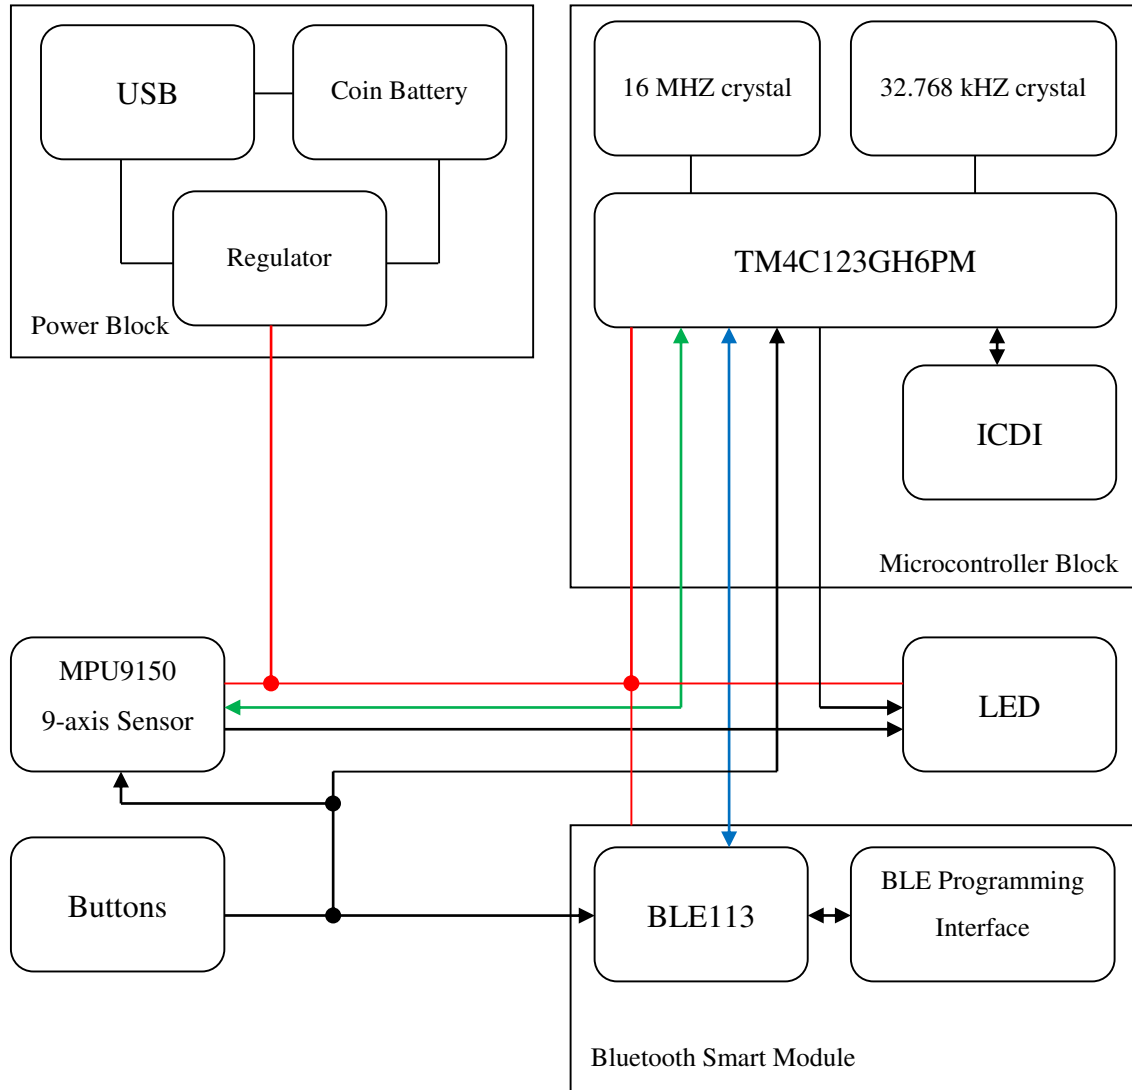 USB
Coin Battery
Regulator
Power Block
16 MHZ crystal
32.768 kHZ crystal
TM4C123GH6PM
ICDI
Microcontroller Block
MPU9150
9-axis Sensor
LED
Buttons
BLE113
BLE Programming
Interface
Bluetooth Smart Module